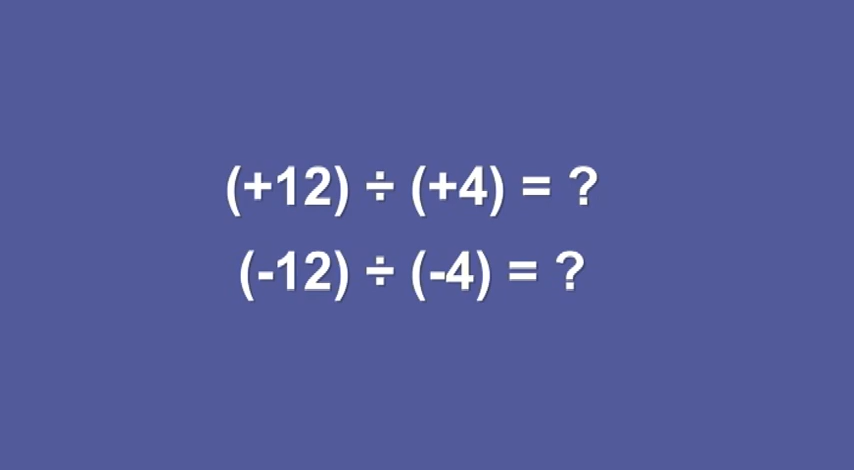 (+12) ÷ (+4) = ?
(-12) ÷ (-4) = ?